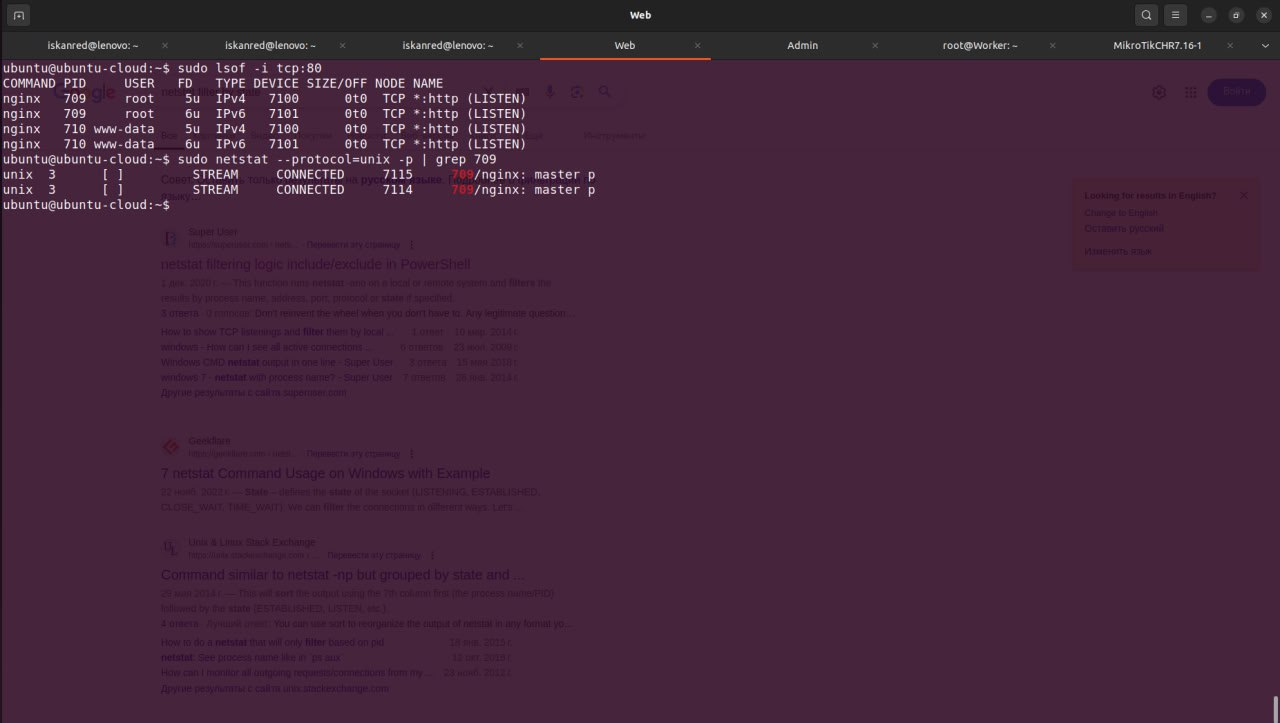 Web
iskanred@lenovo: ~
iskanred@lenovo: ~
iskanred@lenovo: ~
Web
Admin
root@Worker: ~
MikroTikCHR7.16-1
ubuntu@ubuntu-cloud:~$ sudo lsof -i tcp:80
COMMAND PID     USER   FD   TYPE DEVICE SIZE/OFF NODE NAME
nginx   709     root    5u  IPv4   7100      0t0  TCP *:http (LISTEN)
nginx   709     root    6u  IPv6   7101      0t0  TCP *:http (LISTEN)
nginx   710 www-data    5u  IPv4   7100      0t0  TCP *:http (LISTEN)
nginx   710 www-data    6u  IPv6   7101      0t0  TCP *:http (LISTEN)
ubuntu@ubuntu-cloud:~$ sudo netstat --protocol=unix -p | grep 709
unix  3      [ ]         STREAM     CONNECTED     7115     709/nginx: master p
unix  3      [ ]         STREAM     CONNECTED     7114     709/nginx: master p
ubuntu@ubuntu-cloud:~$
Войти
Все
Инструменты
Looking for results in English?
Change to English
Оставить русский
Изменить язык
Super User
https://superuser.com › nets... · Перевести эту страницу
netstat filtering logic include/exclude in PowerShell
1 дек. 2020 г. — This function runs netstat -ano on a local or remote system and filters the
results by process name, address, port, protocol or state if specified.
3 ответа · 0 голосов: Don't reinvent the wheel when you don't have to. Any legitimate question...
How to show TCP listenings and filter them by local ... 1 ответ 16 мар. 2014 г.
windows - How can I see all active connections ... 6 ответов 23 июл. 2009 г.
Windows CMD netstat output in one line - Super User 3 ответа 15 мая 2018 г.
windows 7 - netstat with process name? - Super User 7 ответов 26 янв. 2014 г.
Другие результаты с сайта superuser.com
Geekflare
https://geekflare.com › nets... · Перевести эту страницу
7 netstat Command Usage on Windows with Example
22 нояб. 2022 г. — State – defines the state of the socket (LISTENING, ESTABLISHED,
CLOSE_WAIT, TIME_WAIT). We can filter the connections in different ways. Let's...
Unix & Linux Stack Exchange
https://unix.stackexchange.com › ... · Перевести эту страницу
Command similar to netstat -np but grouped by state and ...
29 мая 2014 г. — This will sort the output using the 7th column first (the process name/PID)
followed by the state (ESTABLISHED, LISTEN, etc.).
4 ответа · Лучший ответ: You can use sort to reorganize the output of netstat in any format yo...
How to do a netstat that will only filter based on pid 18 янв. 2015 г.
netstat: See process name like in `ps aux` 12 окт. 2016 г.
How can I monitor all outgoing requests/connections from my ... 23 нояб. 2012 г.
Другие результаты с сайта unix.stackexchange.com